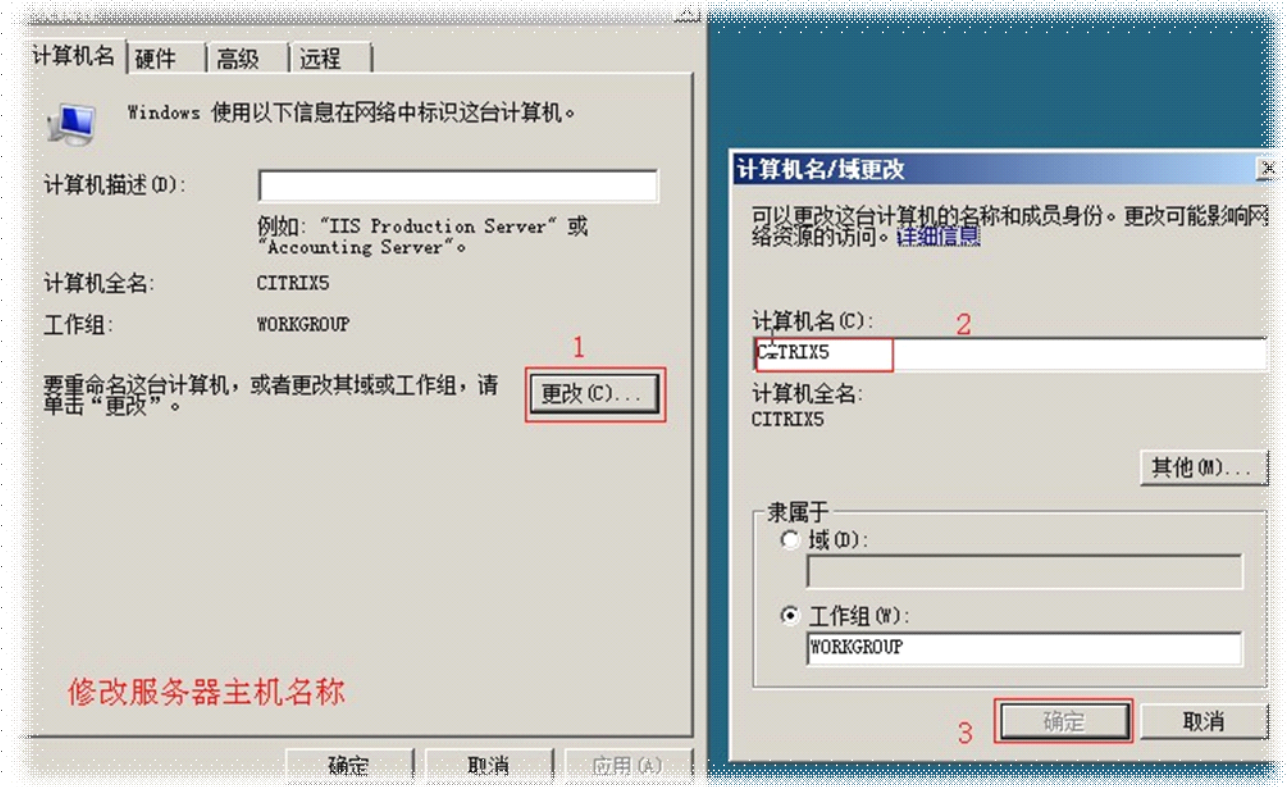 计算机名 硬件 高级 远程
Windows 使用以下信息在网络中标识这台计算机。
计算机描述(D):
例如: "IIS Production Server" 或
"Accounting Server"。
计算机全名: CITRIX5
工作组: WORKGROUP
1
要重命名这台计算机，或者更改其域或工作组，请
单击“更改”。
更改(C)...
修改服务器主机名称
确定 取消 应用(A)
计算机名/域更改
可以更改这台计算机的名称和成员身份。更改可能影响网
络资源的访问。详细信息
计算机名(C): 2
CITRIX5
计算机全名:
CITRIX5
其他(M)...
隶属于
域(D):
工作组(W):
WORKGROUP
3 确定 取消